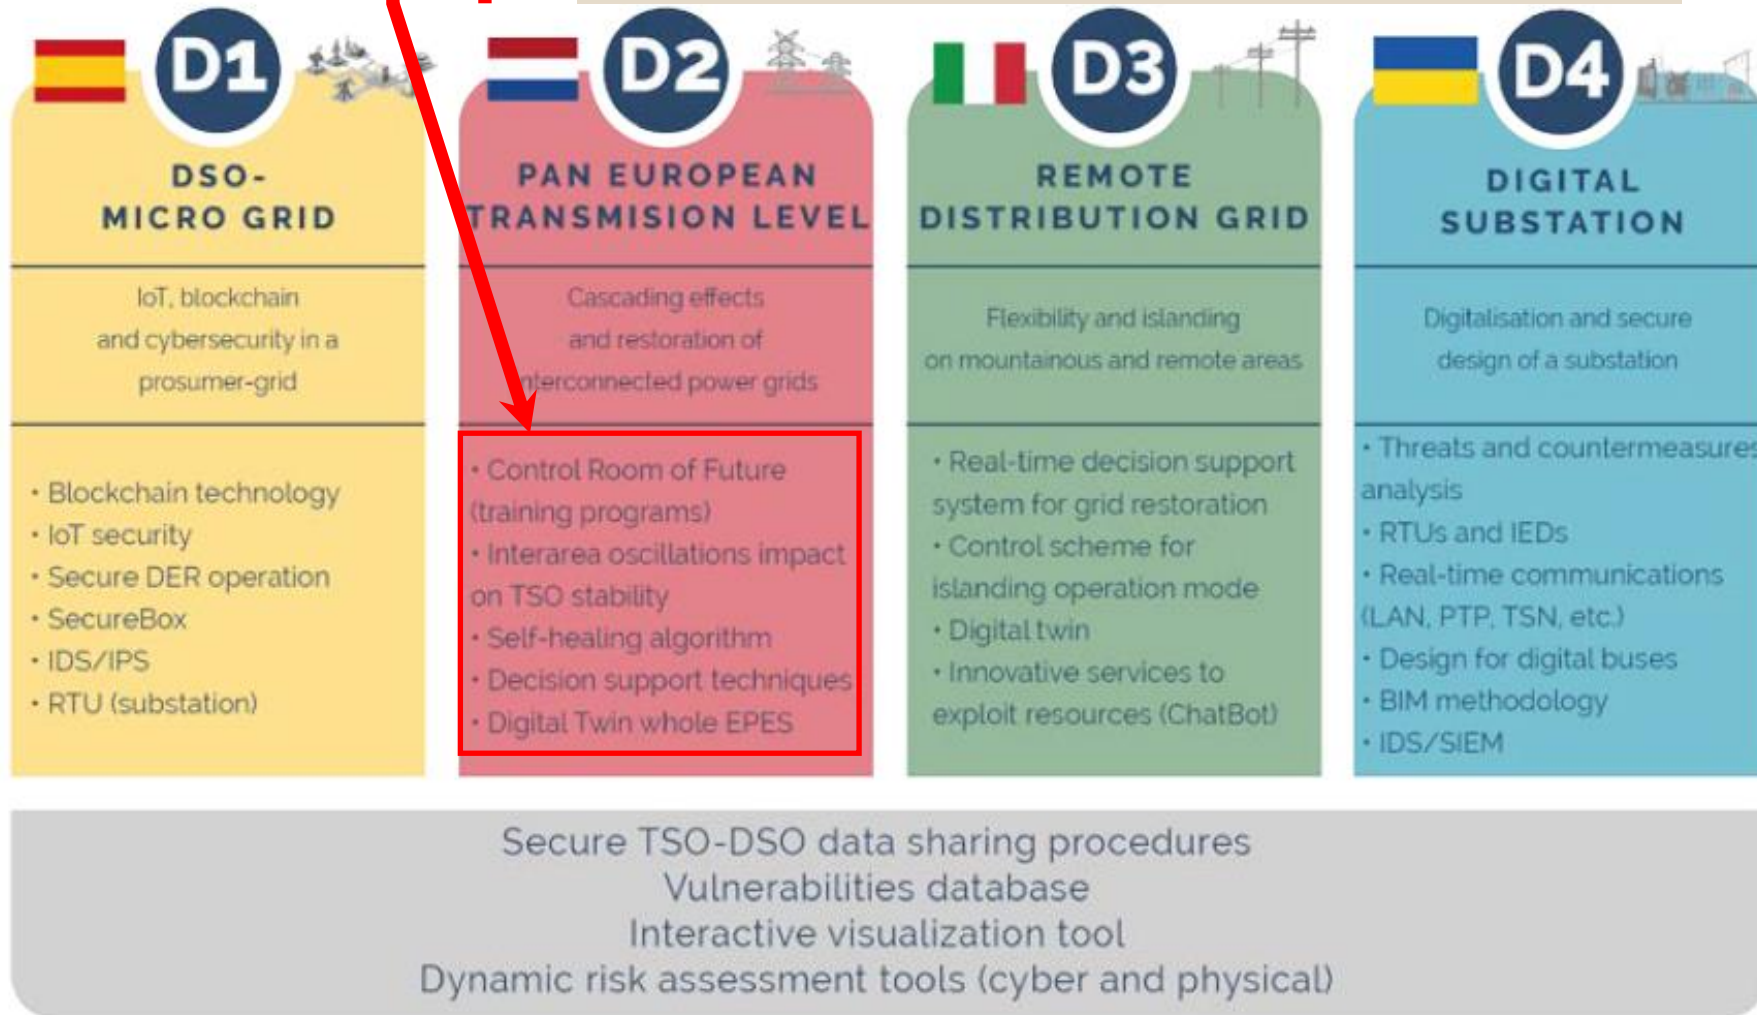 D1
DSO-
MICRO GRID
IoT, blockchain
and cybersecurity in a
prosumer-grid
• Blockchain technology
• IoT security
• Secure DER operation
• SecureBox
• IDS/IPS
• RTU (substation)
D2
PAN EUROPEAN
TRANSMISION LEVEL
Cascading effects
and restoration of
nterconnected power grids
• Control Room of Future
(training programs)
• Interarea oscillations impact
on TSO stability
• Self-healing algorithm
• Decision support techniques
• Digital Twin whole EPES
D3
REMOTE
DISTRIBUTION GRID
Flexibility and islanding
on mountainous and remote areas
• Real-time decision support
system for grid restoration
• Control scheme for
islanding operation mode
• Digital twin
• Innovative services to
exploit resources (ChatBot)
D4
DIGITAL
SUBSTATION
Digitalisation and secure
design of a substation
• Threats and countermeasures
analysis
• RTUs and IEDs
• Real-time communications
(LAN, PTP, TSN, etc.)
• Design for digital buses
• BIM methodology
• IDS/SIEM
Secure TSO-DSO data sharing procedures
Vulnerabilities database
Interactive visualization tool
Dynamic risk assessment tools (cyber and physical)